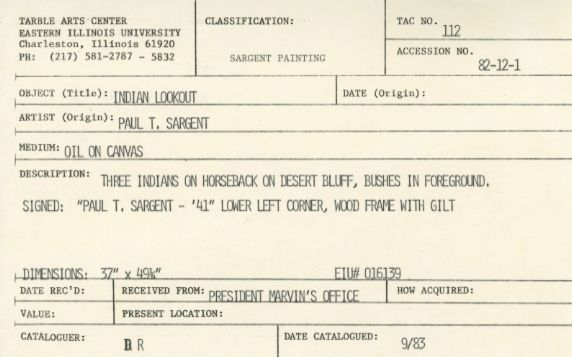 TARBLE ARTS CENTER
EASTERN ILLINOIS UNIVERSITY
Charleston, Illinois 61920
PH: (217) 581-2787 - 5832
CLASSIFICATION:
SARGENT PAINTING
TAC NO. 112
ACCESSION NO.
82-12-1
OBJECT (Title): INDIAN LOOKOUT
DATE (Origin):
ARTIST (Origin): PAUL T. SARGENT
MEDIUM: OIL ON CANVAS
DESCRIPTION: THREE INDIANS ON HORSEBACK ON DESERT BLUFF, BUSHES IN FOREGROUND.
SIGNED: "PAUL T. SARGENT - '41" LOWER LEFT CORNER, WOOD FRAME WITH GILT
DIMENSIONS: 37" x 49¼" EIU# 016139
DATE REC'D:
RECEIVED FROM: PRESIDENT MARVIN'S OFFICE
HOW ACQUIRED:
VALUE:
PRESENT LOCATION:
CATALOGUER: D R
DATE CATALOGUED: 9/83